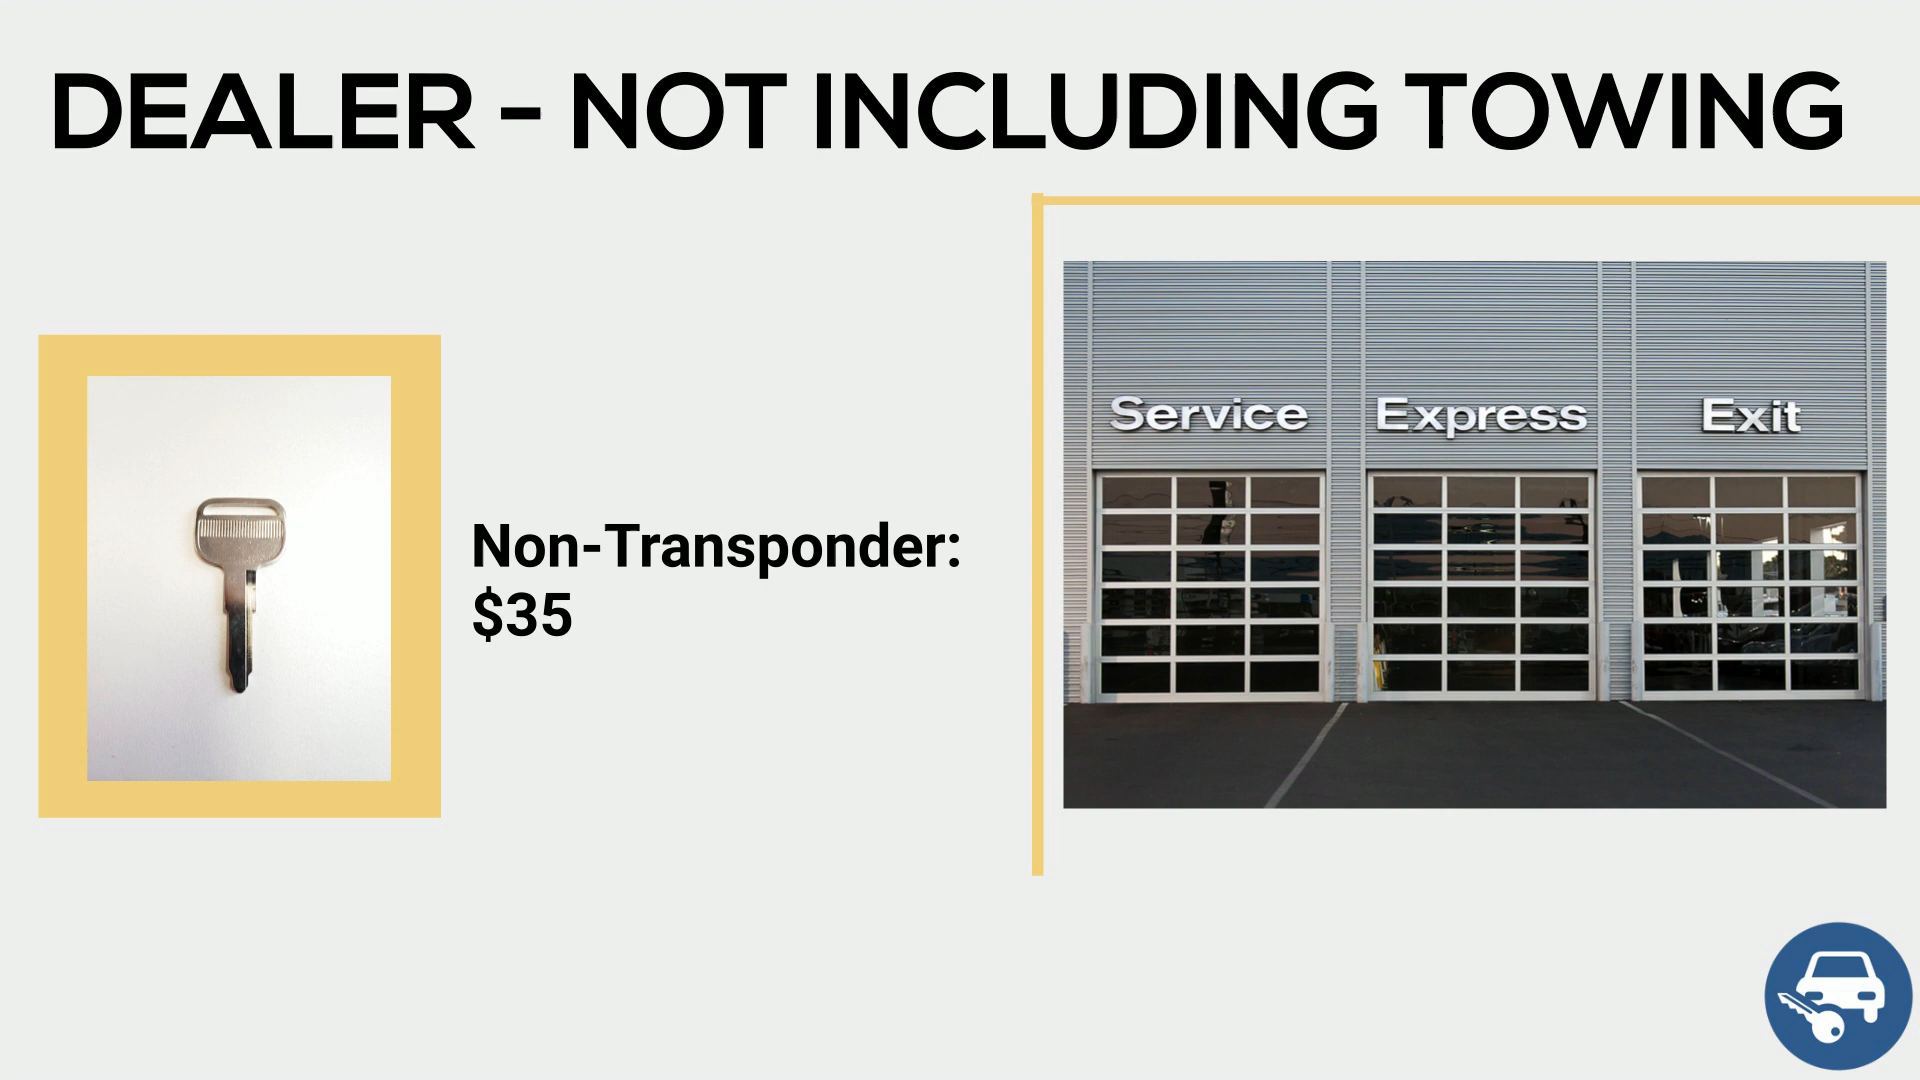 DEALER - NOT INCLUDING TOWING
Non-Transponder:
$35
Service Express Exit